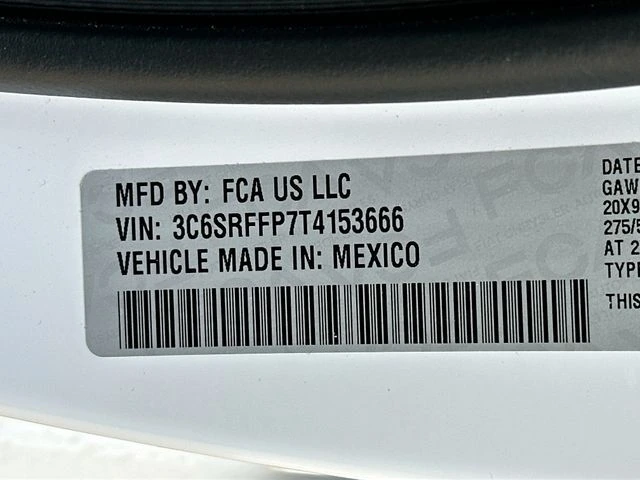 MFD BY: FCA US LLC
VIN: 3C6SRFFP7T4153666
VEHICLE MADE IN: MEXICO
DATE
GAW
20X9
275/5
AT 2
TYPE
THIS